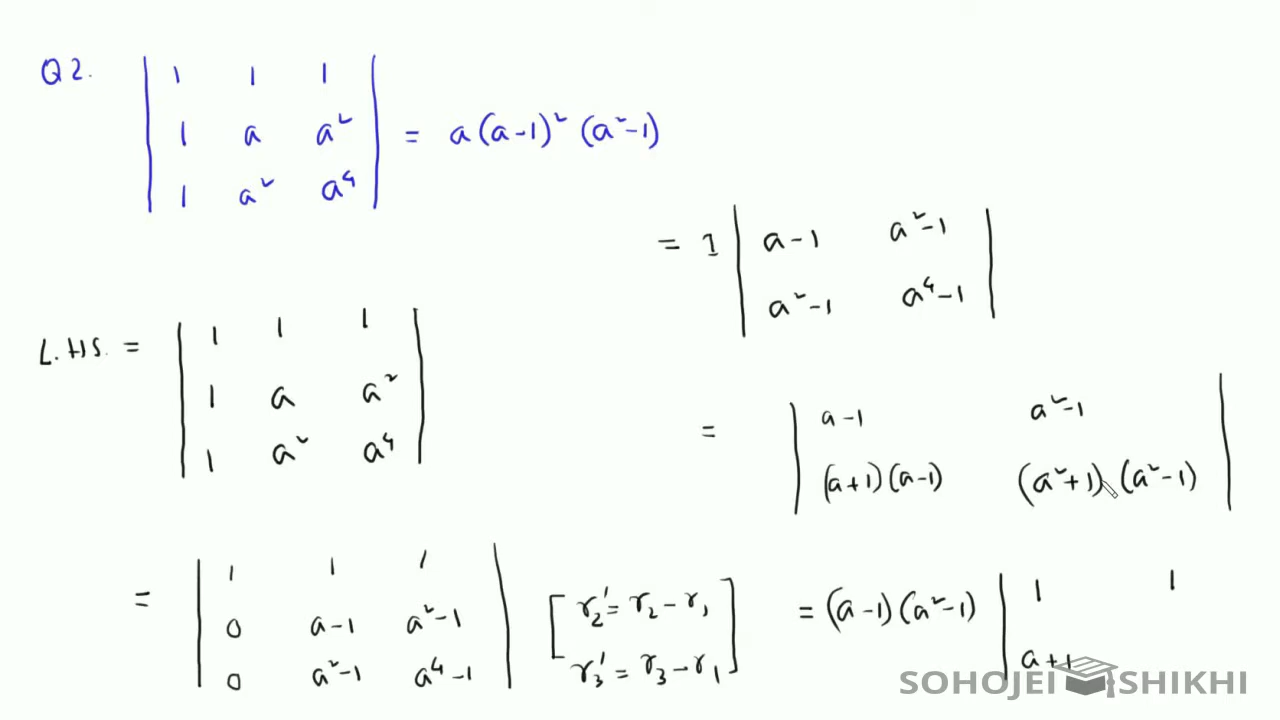 Q2. | 1 1 1 |
| 1 a a² | = a(a-1)² (a²-1)
| 1 a² a⁴ |
L.H.S. = | 1 1 1 |
| 1 a a² |
| 1 a² a⁴ |
= | 1 1 1 |
| 0 a-1 a²-1 |
| 0 a²-1 a⁴-1 |
[ r₂' = r₂ - r₁
r₃' = r₃ - r₁ ]
= 1 | a-1 a²-1 |
| a²-1 a⁴-1 |
= | a-1 a²-1 |
| (a+1)(a-1) (a²+1)(a²-1) |
= (a-1)(a²-1) | 1 1
a+1
SOHOJEI SHIKHI